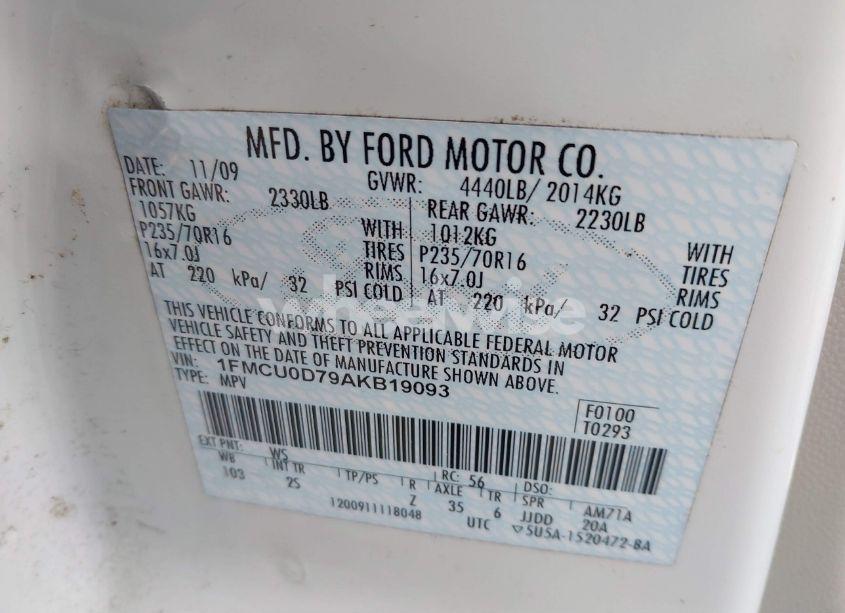 MFD. BY FORD MOTOR CO.
DATE: 11/09 GVWR: 4440LB/ 2014KG
FRONT GAWR: 2330LB REAR GAWR: 2230LB
1057KG WITH 1012KG WITH
P235/70R16 TIRES P235/70R16 TIRES
16x7.0J RIMS 16x7.0J RIMS
AT 220 kPa/ 32 PSI COLD AT 220 kPa/ 32 PSI COLD
THIS VEHICLE CONFORMS TO ALL APPLICABLE FEDERAL MOTOR
VEHICLE SAFETY AND THEFT PREVENTION STANDARDS IN
EFFECT ON THE DATE OF MANUFACTURE SHOWN ABOVE.
VIN: 1FMCU0D79AKB19093
TYPE: MPV
F0100
T0293
EXT PNT: WS RC: 56 DSO:
WB INT TR TP/PS R AXLE TR SPR AM71A
103 2S Z 35 6 JJDD 20A
1200911118048 UTC 5U5A-1520472-BA
wheelwise